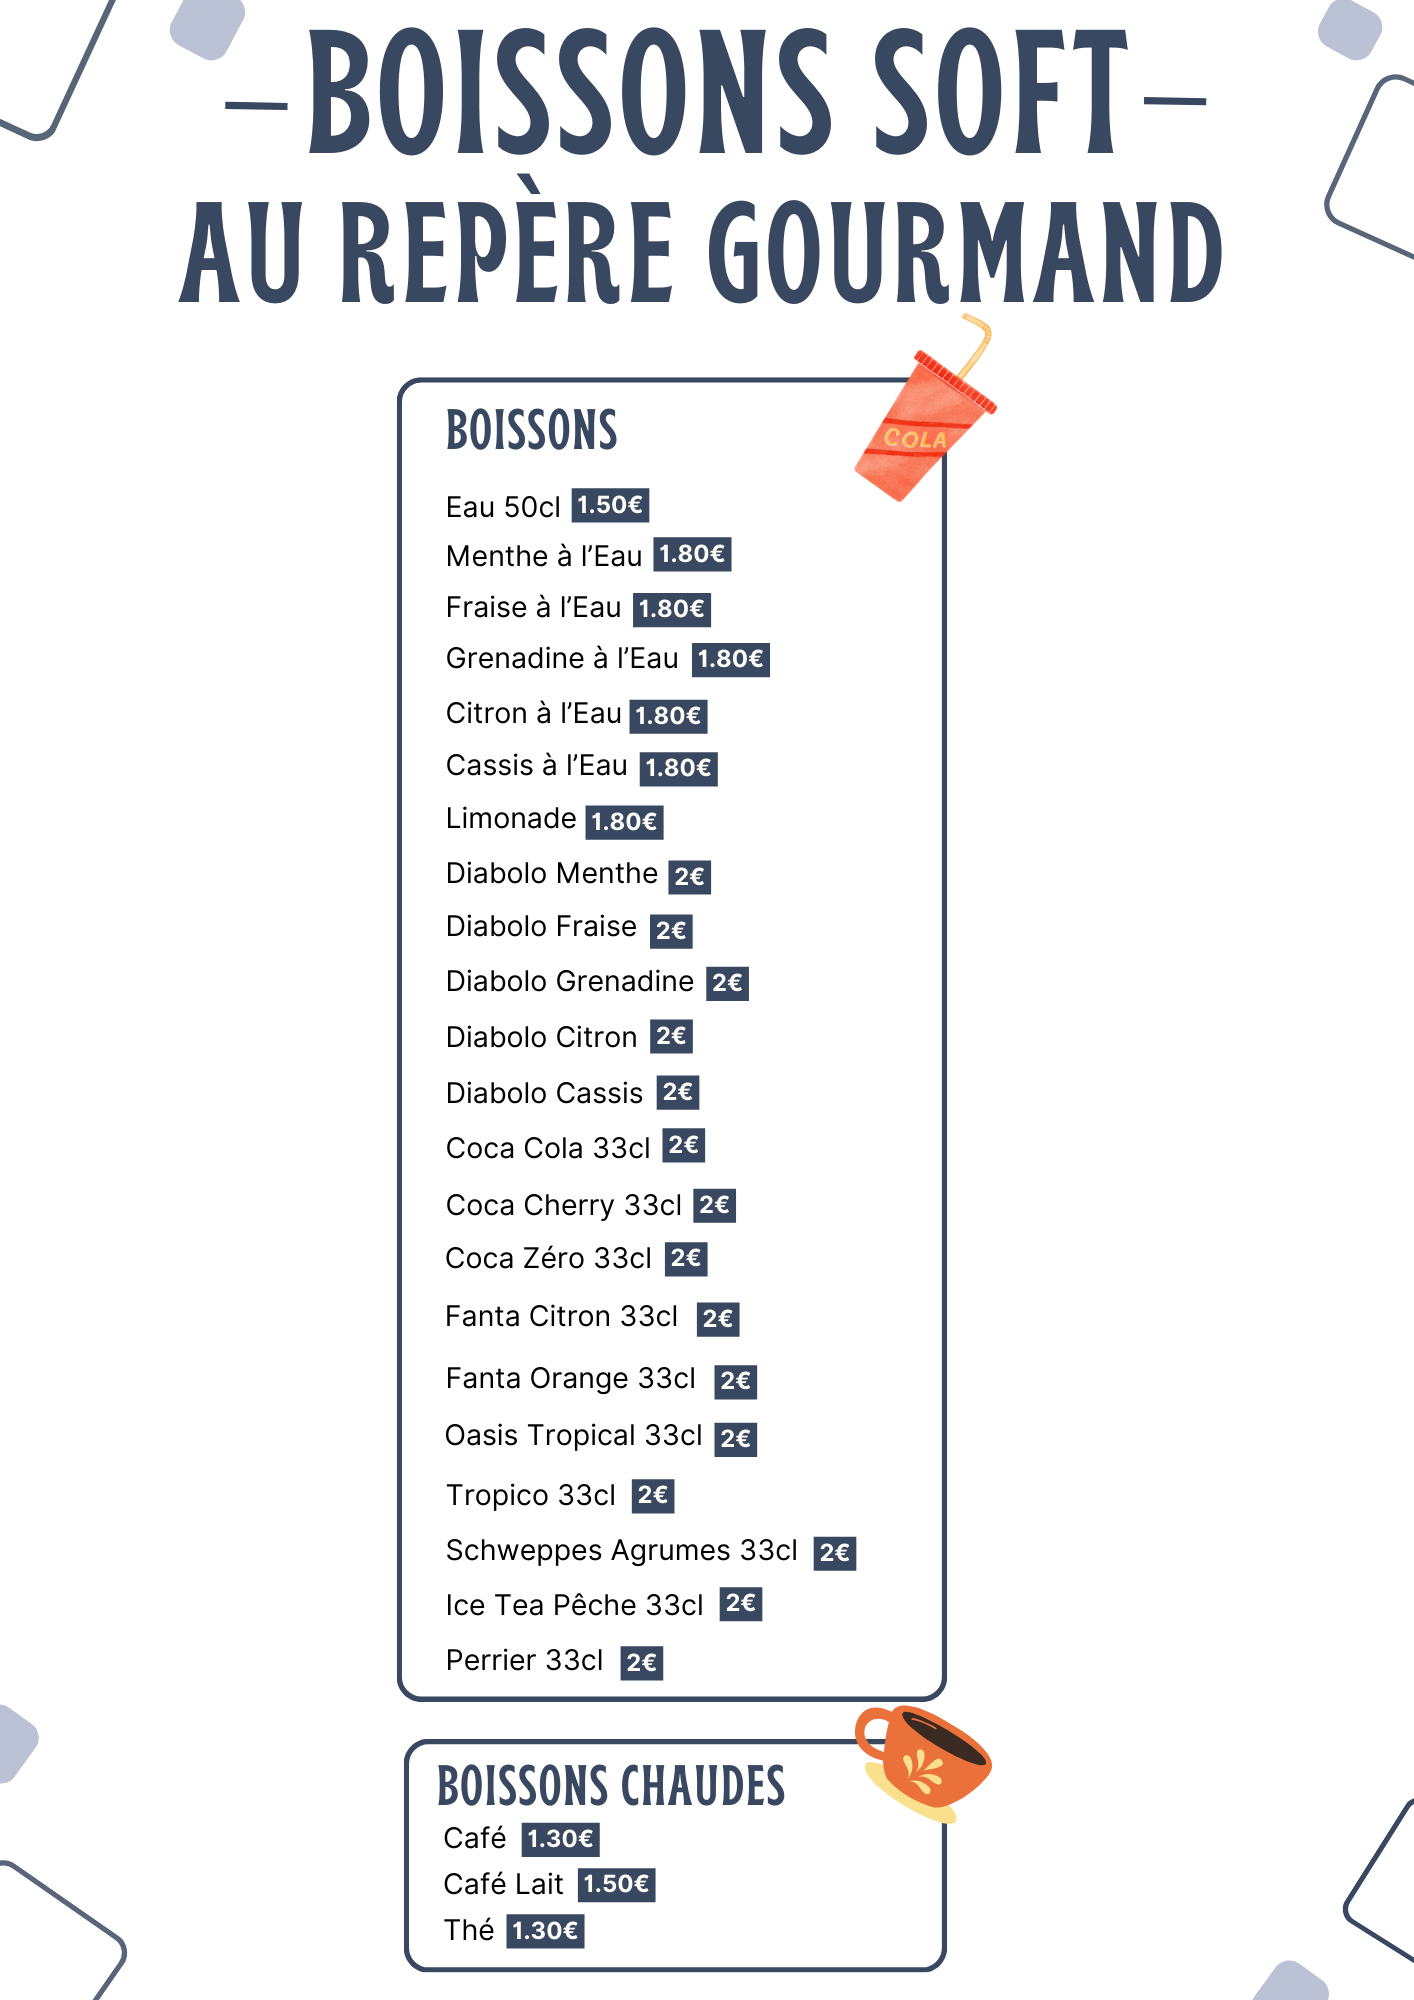 BOISSONS SOFT
AU REPÈRE GOURMAND
COLA
BOISSONS
Eau 50cl 1.50€
Menthe à l’Eau 1.80€
Fraise à l’Eau 1.80€
Grenadine à l’Eau 1.80€
Citron à l’Eau 1.80€
Cassis à l’Eau 1.80€
Limonade 1.80€
Diabolo Menthe 2€
Diabolo Fraise 2€
Diabolo Grenadine 2€
Diabolo Citron 2€
Diabolo Cassis 2€
Coca Cola 33cl 2€
Coca Cherry 33cl 2€
Coca Zéro 33cl 2€
Fanta Citron 33cl 2€
Fanta Orange 33cl 2€
Oasis Tropical 33cl 2€
Tropico 33cl 2€
Schweppes Agrumes 33cl 2€
Ice Tea Pêche 33cl 2€
Perrier 33cl 2€
BOISSONS CHAUDES
Café 1.30€
Café Lait 1.50€
Thé 1.30€